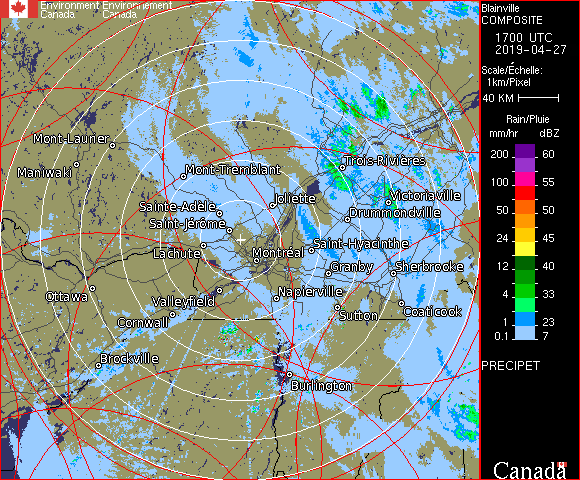 Environment Environnement
Canada Canada
Blainville
COMPOSITE
1700 UTC
2019-04-27
Scale/Échelle:
1km/Pixel
40 KM
Rain/Pluie
mm/hr dBZ
200 60
100 55
50 50
24 45
12 40
4 33
1 23
0.1 7
PRECIPET
Canada
Mont-Laurier
Maniwaki
Mont-Tremblant
Trois-Rivières
Sainte-Adèle
Joliette
Victoriaville
Drummondville
Saint-Jérôme
Saint-Hyacinthe
Lachute
Montréal
Granby
Sherbrooke
Ottawa
Valleyfield
Napierville
Cornwall
Sutton
Coaticook
Brockville
Burlington